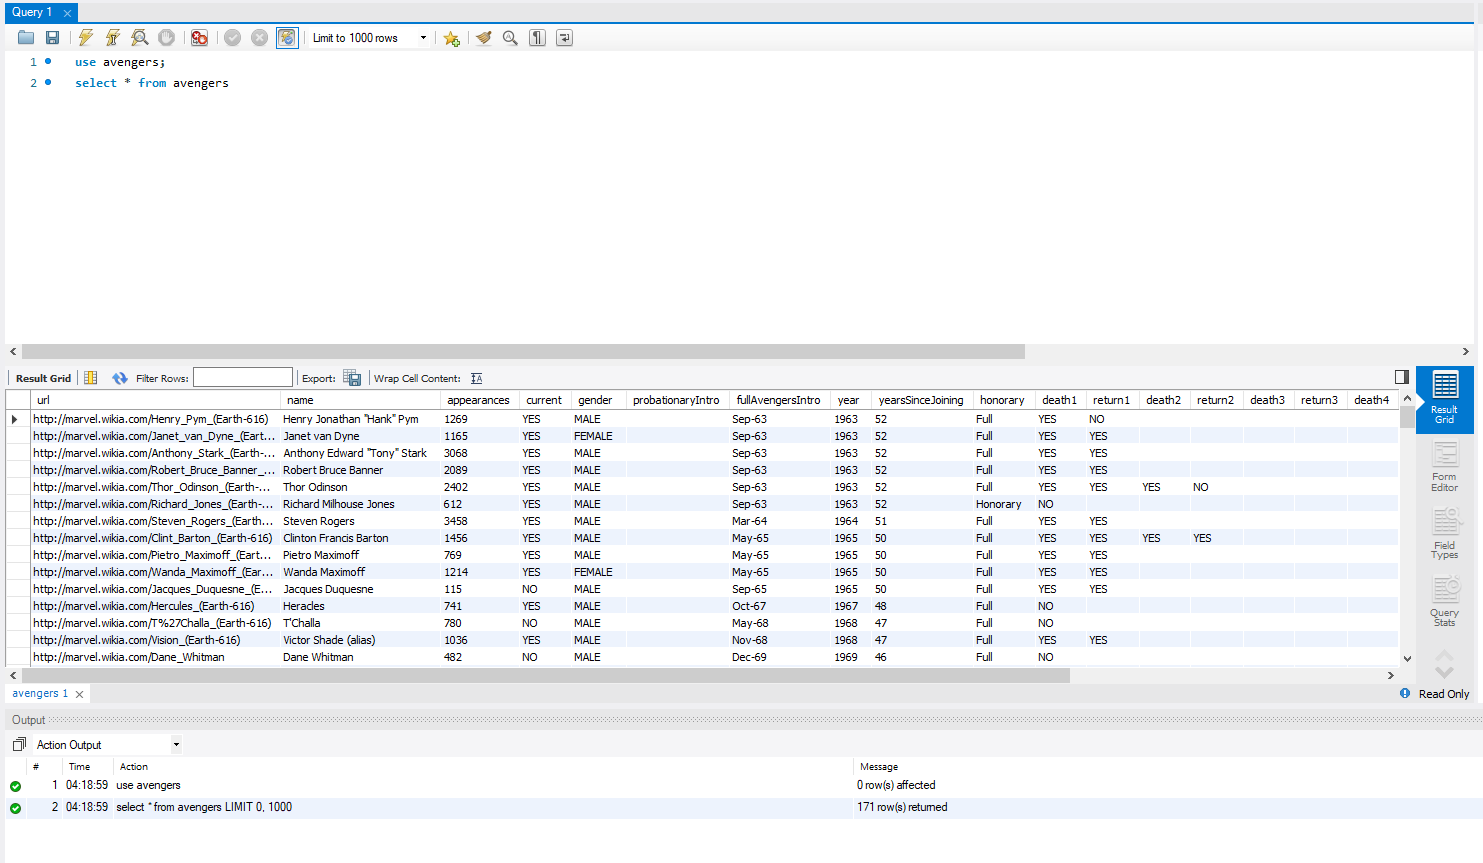 Query 1
Limit to 1000 rows
1 use avengers;
2 select * from avengers
Result Grid Filter Rows: Export: Wrap Cell Content:
url name appearances current gender probationaryIntro fullAvengersIntro year yearsSinceJoining honorary death1 return1 death2 return2 death3 return3 death4
http://marvel.wikia.com/Henry_Pym_(Earth-616) Henry Jonathan "Hank" Pym 1269 YES MALE Sep-63 1963 52 Full YES NO
http://marvel.wikia.com/Janet_van_Dyne_(Eart... Janet van Dyne 1165 YES FEMALE Sep-63 1963 52 Full YES YES
http://marvel.wikia.com/Anthony_Stark_(Earth-... Anthony Edward "Tony" Stark 3068 YES MALE Sep-63 1963 52 Full YES YES
http://marvel.wikia.com/Robert_Bruce_Banner_... Robert Bruce Banner 2089 YES MALE Sep-63 1963 52 Full YES YES
http://marvel.wikia.com/Thor_Odinson_(Earth-... Thor Odinson 2402 YES MALE Sep-63 1963 52 Full YES YES YES NO
http://marvel.wikia.com/Richard_Jones_(Earth-... Richard Milhouse Jones 612 YES MALE Sep-63 1963 52 Honorary NO
http://marvel.wikia.com/Steven_Rogers_(Earth... Steven Rogers 3458 YES MALE Mar-64 1964 51 Full YES YES
http://marvel.wikia.com/Clint_Barton_(Earth-616) Clinton Francis Barton 1456 YES MALE May-65 1965 50 Full YES YES YES YES
http://marvel.wikia.com/Pietro_Maximoff_(Eart... Pietro Maximoff 769 YES MALE May-65 1965 50 Full YES YES
http://marvel.wikia.com/Wanda_Maximoff_(Ear... Wanda Maximoff 1214 YES FEMALE May-65 1965 50 Full YES YES
http://marvel.wikia.com/Jacques_Duquesne_(E... Jacques Duquesne 115 NO MALE Sep-65 1965 50 Full YES YES
http://marvel.wikia.com/Hercules_(Earth-616) Heracles 741 YES MALE Oct-67 1967 48 Full NO
http://marvel.wikia.com/T%27Challa_(Earth-616) T'Challa 780 NO MALE May-68 1968 47 Full NO
http://marvel.wikia.com/Vision_(Earth-616) Victor Shade (alias) 1036 YES MALE Nov-68 1968 47 Full YES YES
http://marvel.wikia.com/Dane_Whitman Dane Whitman 482 NO MALE Dec-69 1969 46 Full NO
Result
Grid
Form
Editor
Field
Types
Query
Stats
avengers 1
Read Only
Output
Action Output
# Time Action Message
1 04:18:59 use avengers 0 row(s) affected
2 04:18:59 select * from avengers LIMIT 0, 1000 171 row(s) returned